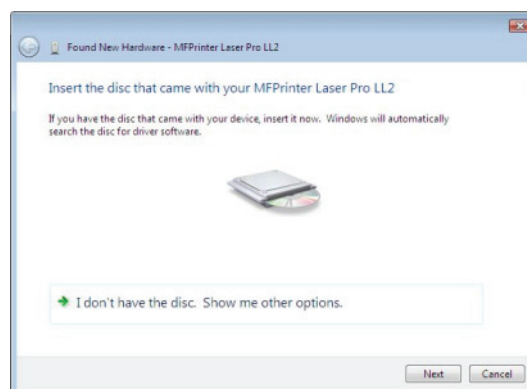 Found New Hardware - MFPrinter Laser Pro LL2
Insert the disc that came with your MFPrinter Laser Pro LL2
If you have the disc that came with your device, insert it now. Windows will automatically
search the disc for driver software.
I don't have the disc. Show me other options.
Next Cancel